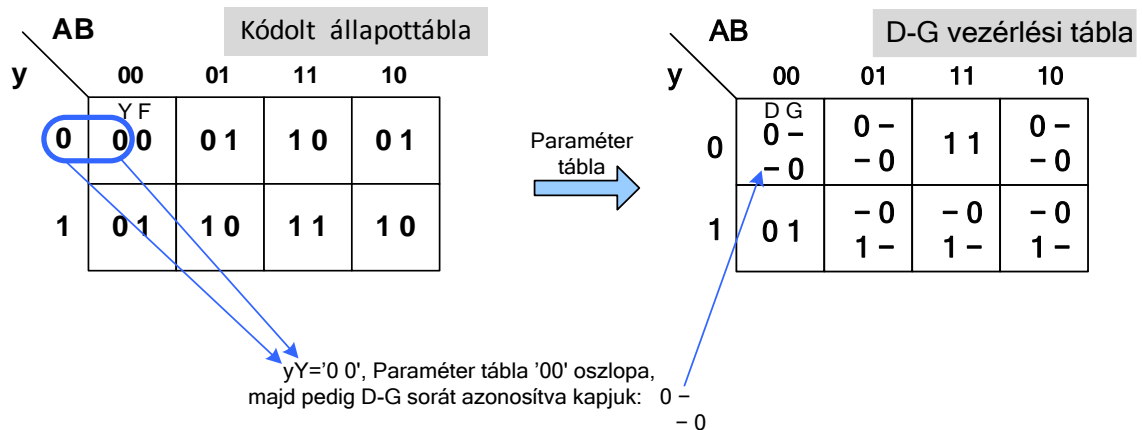 AB Kódolt állapottábla
y 00 01 11 10
Y F
0 0 0 0 1 1 0 0 1
1 0 1 1 0 1 1 1 0
Paraméter
tábla
AB D-G vezérlési tábla
y 00 01 11 10
D G
0 – 0 – 0 –
0 1 1
– 0 – 0 – 0
– 0 – 0 – 0
1 0 1
1 – 1 – 1 –
yY='0 0', Paraméter tábla '00' oszlopa,
majd pedig D-G sorát azonosítva kapjuk: 0 –
– 0